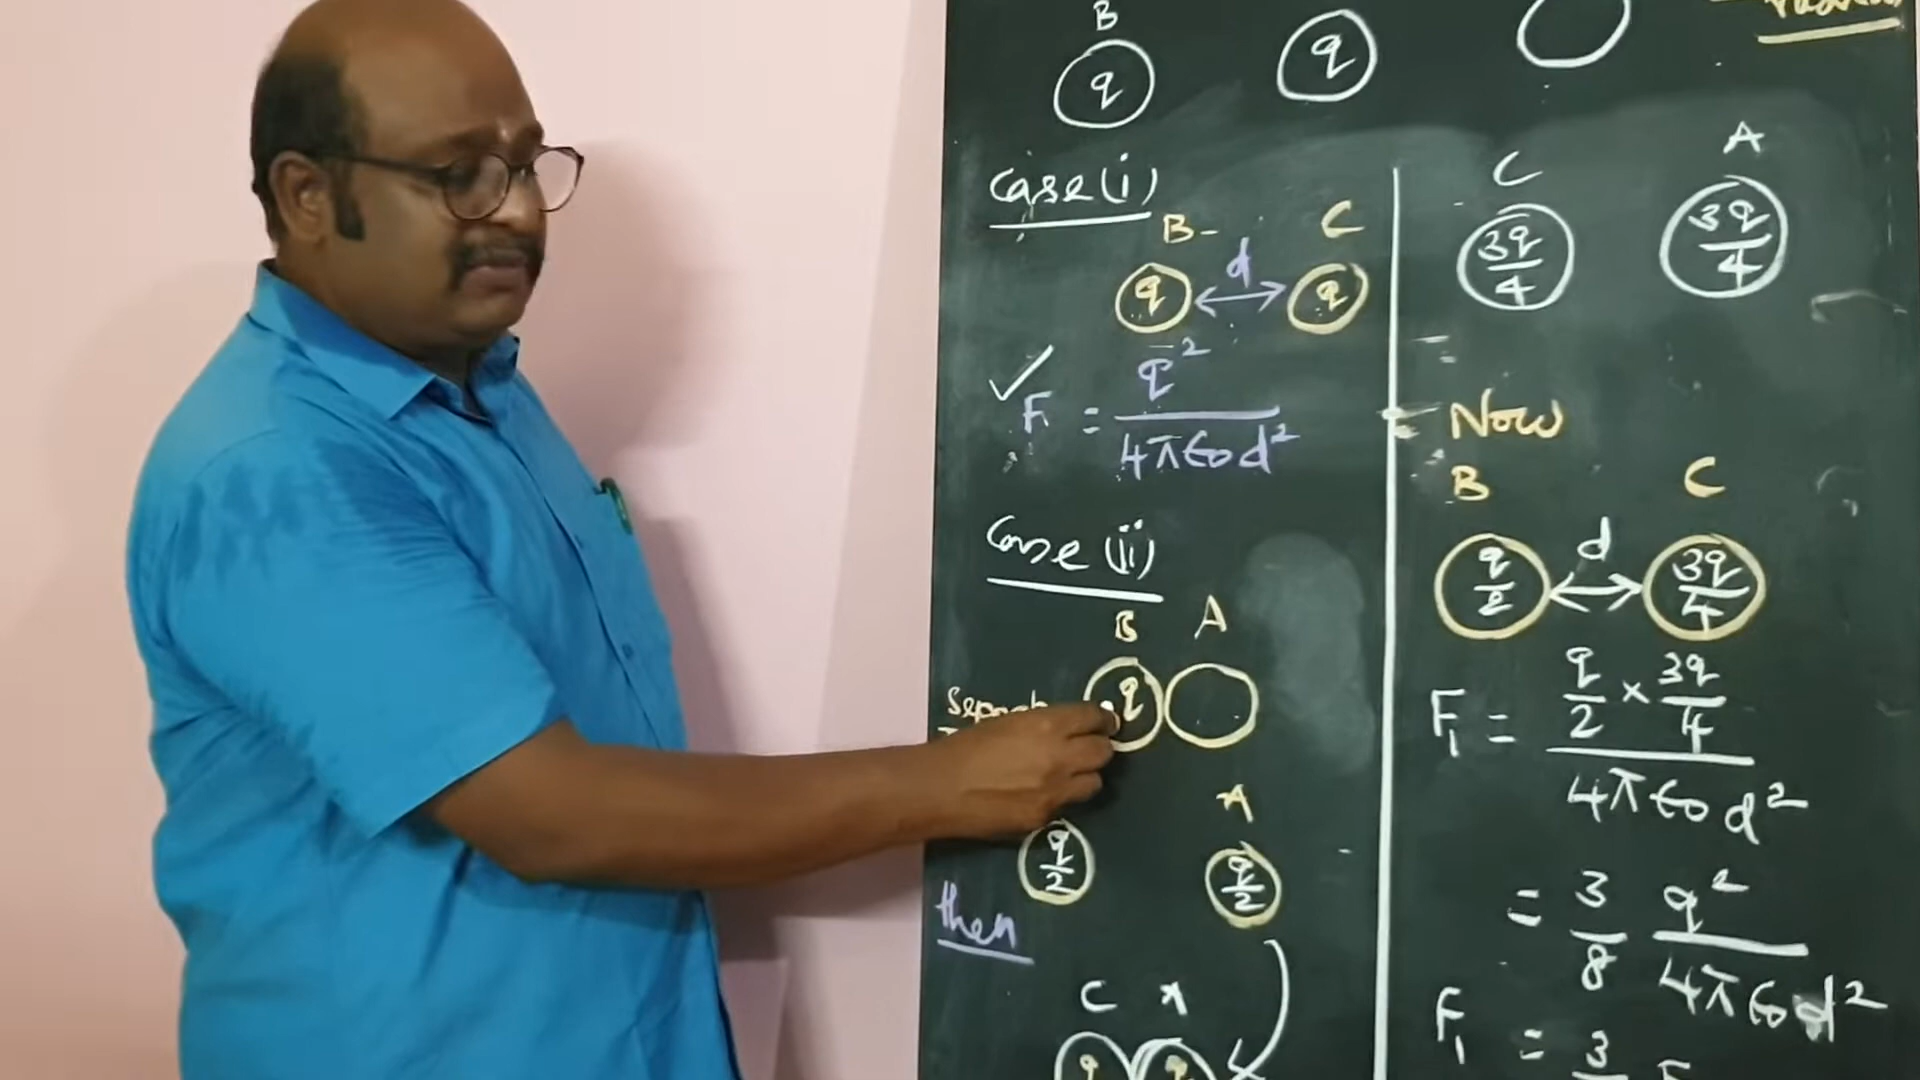 B
q q
Case (i)
B C
q d q
F = q² / 4πϵ₀d²
Case (ii)
B A
q
A
q/2 q/2
then
C A
q q
C A
3q/4 3q/4
Now
B C
q/2 d 3q/4
F₁ = q/2 × 3q/4 / 4πϵ₀d²
= 3/8 q² / 4πϵ₀d²
F₁ = 3